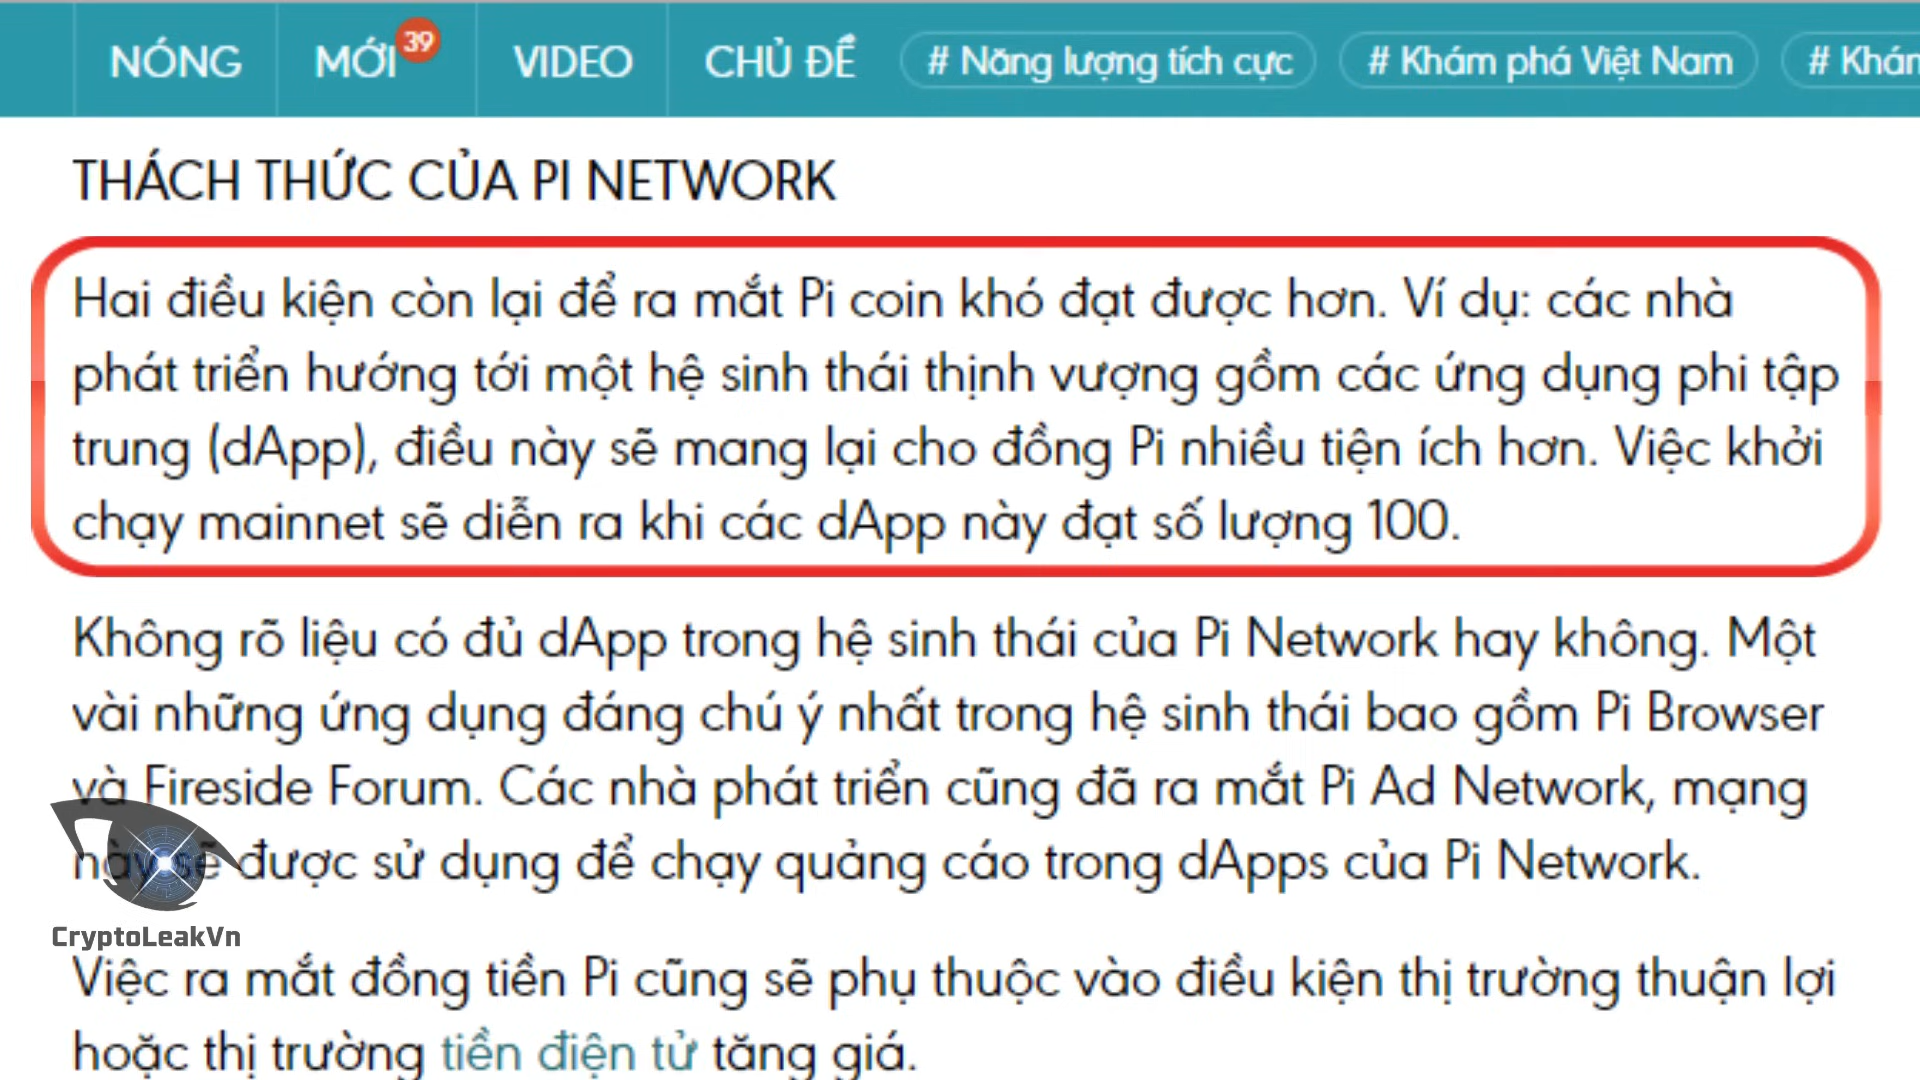 NÓNG MỚI 39 VIDEO CHỦ ĐỀ # Năng lượng tích cực # Khám phá Việt Nam #
THÁCH THỨC CỦA PI NETWORK
Hai điều kiện còn lại để ra mắt Pi coin khó đạt được hơn. Ví dụ: các nhà
phát triển hướng tới một hệ sinh thái thịnh vượng gồm các ứng dụng phi tập
trung (dApp), điều này sẽ mang lại cho đồng Pi nhiều tiện ích hơn. Việc khởi
chạy mainnet sẽ diễn ra khi các dApp này đạt số lượng 100.
Không rõ liệu có đủ dApp trong hệ sinh thái của Pi Network hay không. Một
vài những ứng dụng đáng chú ý nhất trong hệ sinh thái bao gồm Pi Browser
và Fireside Forum. Các nhà phát triển cũng đã ra mắt Pi Ad Network, mạng
này sẽ được sử dụng để chạy quảng cáo trong dApps của Pi Network.
CryptoLeakVn
Việc ra mắt đồng tiền Pi cũng sẽ phụ thuộc vào điều kiện thị trường thuận lợi
hoặc thị trường tiền điện tử tăng giá.